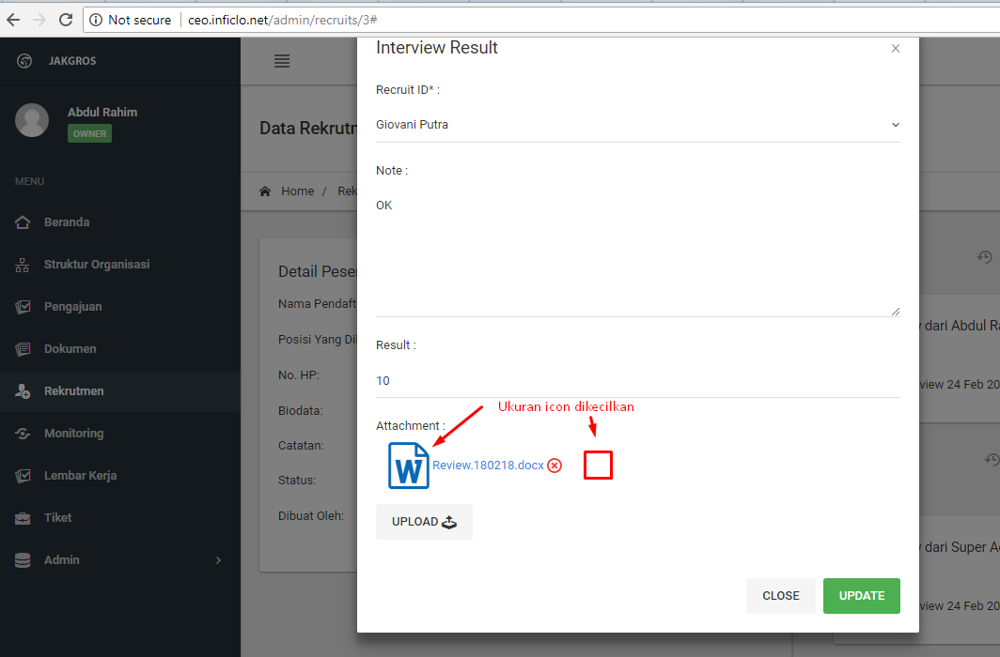 Not secure ceo.inficlo.net/admin/recruits/3#
JAKGROS
Abdul Rahim
OWNER
MENU
Beranda
Struktur Organisasi
Pengajuan
Dokumen
Rekrutmen
Monitoring
Lembar Kerja
Tiket
Admin
Data Rekrutm
Home / Rek
Detail Peser
Nama Pendaft
Posisi Yang Dil
No. HP:
Biodata:
Catatan:
Status:
Dibuat Oleh:
Interview Result
×
Recruit ID* :
Giovani Putra
Note :
OK
Result :
10
Ukuran icon dikecilkan
Attachment :
W Review.180218.docx
UPLOAD
CLOSE UPDATE
dari Abdul Ra
view 24 Feb 20
dari Super Ad
view 24 Feb 20